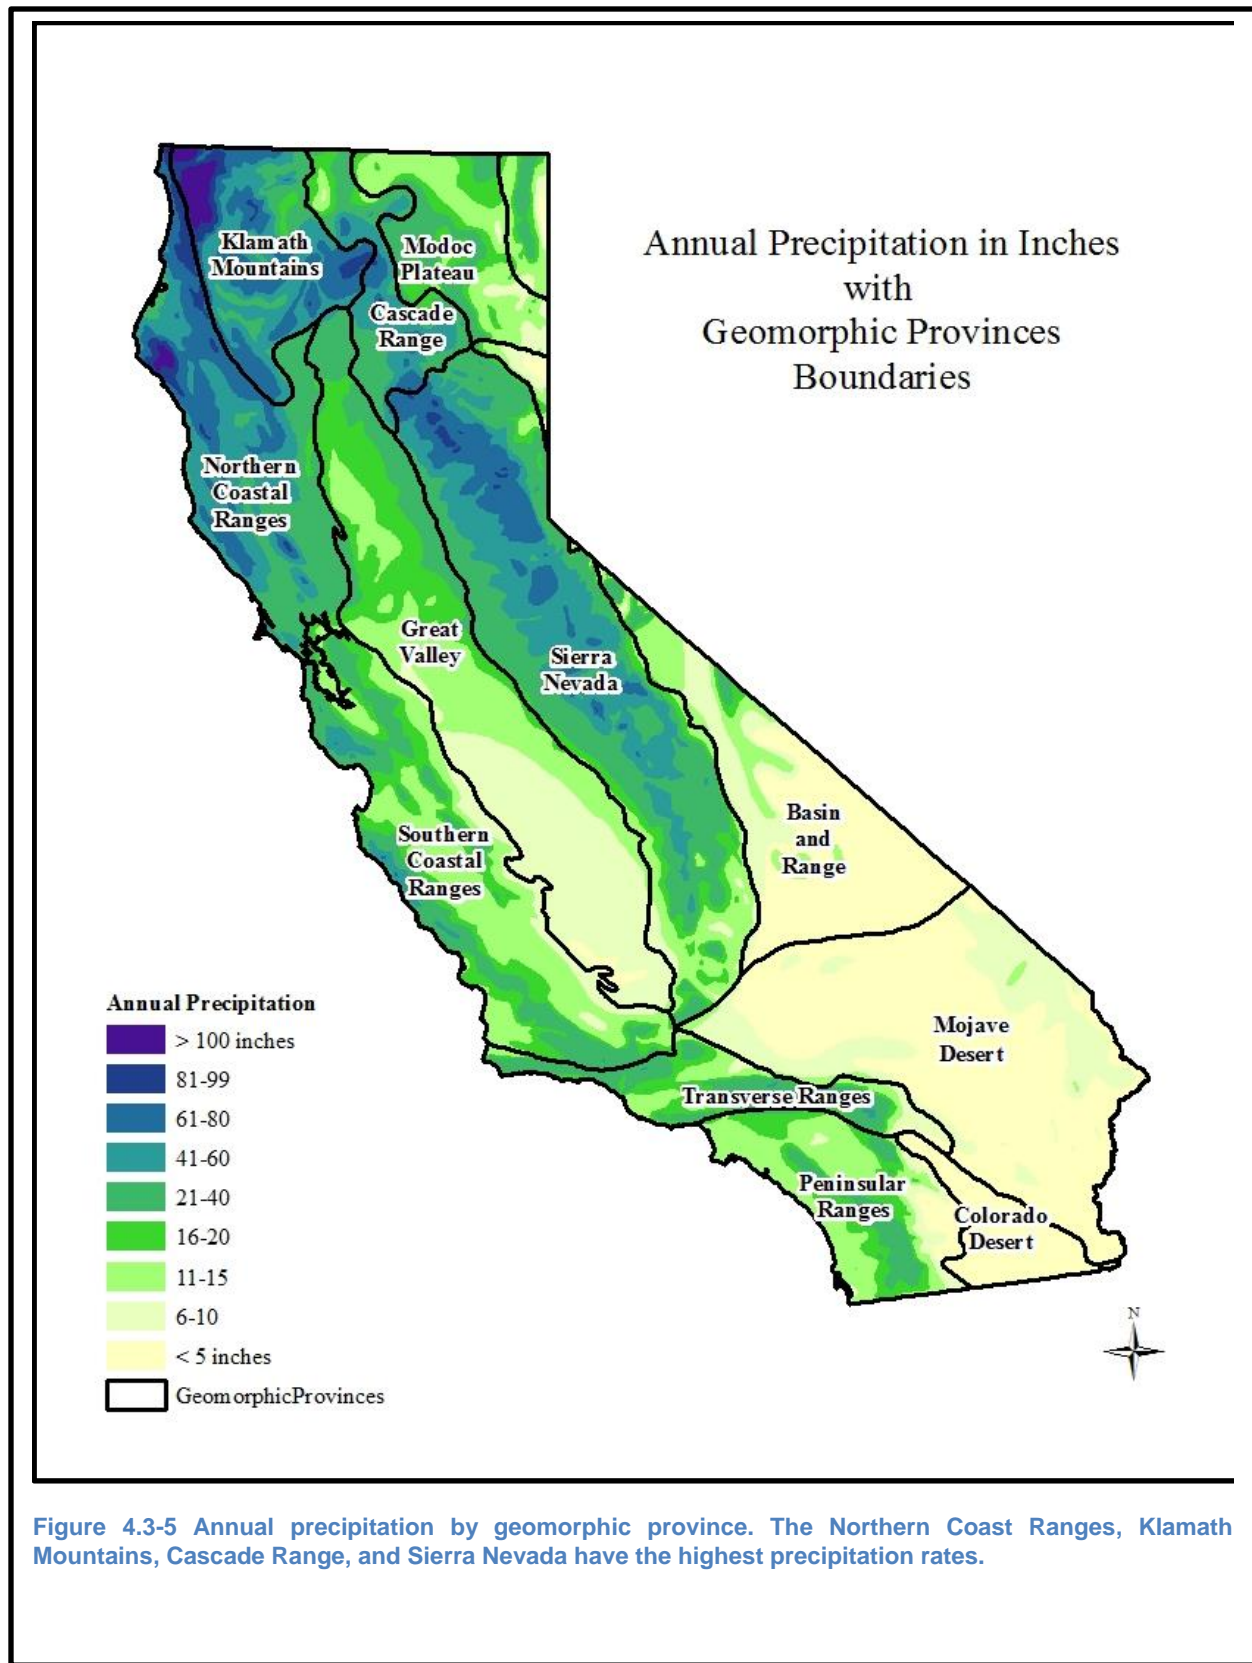 Annual Precipitation in Inches
with
Geomorphic Provinces
Boundaries
Klamath
Mountains
Modoc
Plateau
Cascade
Range
Northern
Coastal
Ranges
Great
Valley
Sierra
Nevada
Basin
and
Range
Southern
Coastal
Ranges
Mojave
Desert
Transverse Ranges
Peninsular
Ranges
Colorado
Desert
Annual Precipitation
> 100 inches
81-99
61-80
41-60
21-40
16-20
11-15
6-10
< 5 inches
GeomorphicProvinces
N
Figure 4.3-5 Annual precipitation by geomorphic province. The Northern Coast Ranges, Klamath
Mountains, Cascade Range, and Sierra Nevada have the highest precipitation rates.